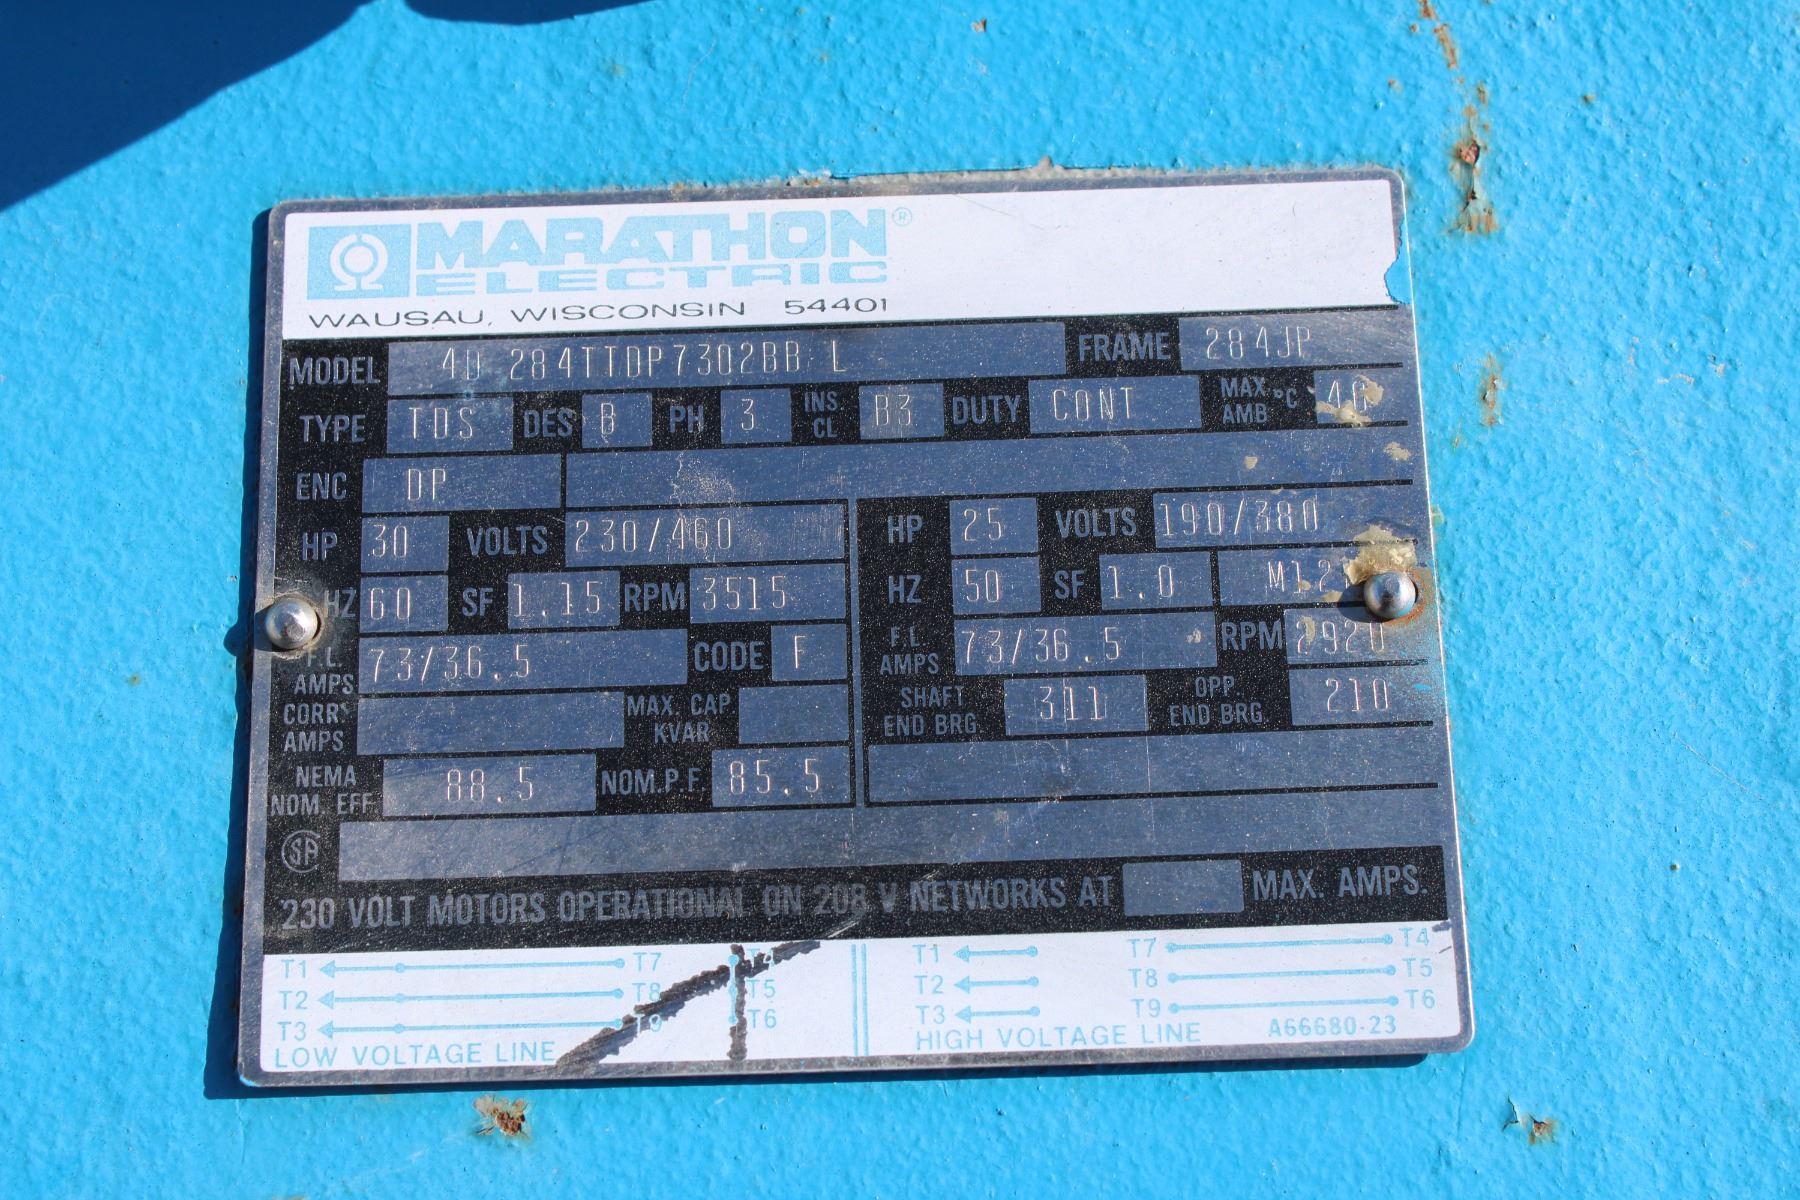 MARATHON®
ELECTRIC
WAUSAU, WISCONSIN 54401
MODEL 284TTDP7302BB L FRAME 284JP
TYPE TDS DES B PH 3 INS. CL B3 DUTY CONT MAX. AMB °C 40
ENC DP
HP 30 VOLTS 230/460 HP 25 VOLTS 190/380
HZ 60 SF 1.15 RPM 3515 HZ 50 SF 1.0
F.L. AMPS 73/36.5 CODE F F.L. AMPS 73/36.5 RPM 2920
CORR AMPS MAX. CAP KVAR SHAFT END BRG. 311 OPP. END BRG 210
NEMA NOM. EFF 88.5 NOM.P.F. 85.5
SA
230 VOLT MOTORS OPERATIONAL ON 208 V NETWORKS AT MAX. AMPS.
T1 T7 T4 T1 T7 T4
T2 T8 T5 T2 T8 T5
T3 T9 T6 T3 T9 T6
LOW VOLTAGE LINE HIGH VOLTAGE LINE A66680-23